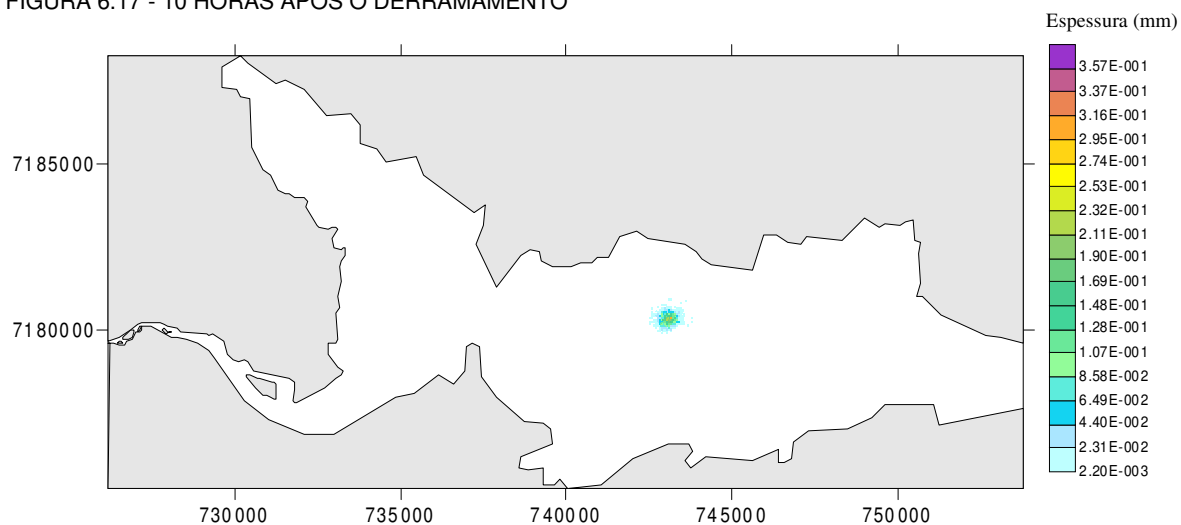 FIGURA 6.17 - 10 HORAS APÓS O DERRAMAMENTO
Espessura (mm)
3.57E-001
3.37E-001
3.16E-001
2.95E-001
2.74E-001
2.53E-001
2.32E-001
2.11E-001
1.90E-001
1.69E-001
1.48E-001
1.28E-001
1.07E-001
8.58E-002
6.49E-002
4.40E-002
2.31E-002
2.20E-003
7185000
7180000
730000
735000
740000
745000
750000